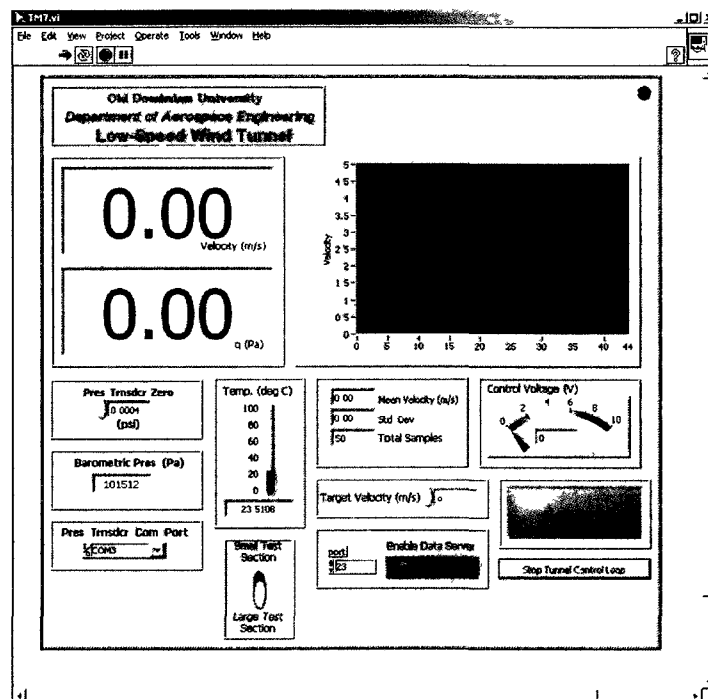 TM7.vi
File Edit View Project Operate Tools Window Help
Old Dominion University
Department of Aerospace Engineering
Low-Speed Wind Tunnel
0.00
Velocity (m/s)
0.00
q (Pa)
Velocity
5
4.5
4
3.5
3
2.5
2
1.5
1
0.5
0
0 5 10 15 20 25 30 35 40 44
Pres Trnsdcr Zero
0.0004
(psi)
Barometric Pres (Pa)
101512
Pres Trnsdcr Com Port
COM3
Temp. (deg C)
100
80
60
40
20
0
23.5108
Small Test
Section
Large Test
Section
0.00 Mean Velocity (m/s)
0.00 Std Dev
50 Total Samples
Control Voltage (V)
0 2 4 6 8 10
0
Target Velocity (m/s) 0
port
23
Enable Data Server
Stop Tunnel Control Loop